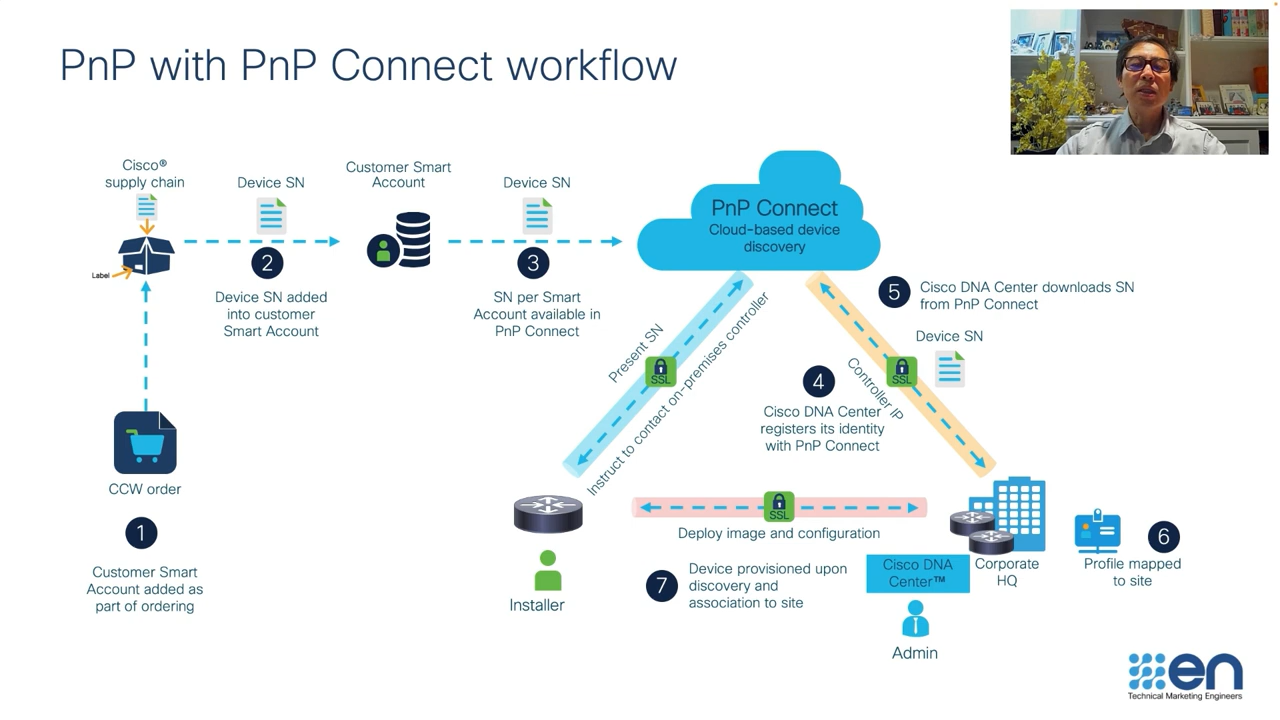 PnP with PnP Connect workflow
Cisco®
supply chain
Label
Device SN
2
Device SN added
into customer
Smart Account
Customer Smart
Account
Device SN
3
SN per Smart
Account available in
PnP Connect
PnP Connect
Cloud-based device
discovery
5
Cisco DNA Center downloads SN
from PnP Connect
Device SN
Present SN
SSL
Instruct to contact on-premises controller
SSL
Controller IP
4
Cisco DNA Center
registers its identity
with PnP Connect
CCW order
1
Customer Smart
Account added as
part of ordering
Installer
SSL
Deploy image and configuration
7
Device provisioned upon
discovery and
association to site
Cisco DNA
Center™
Corporate
HQ
Admin
6
Profile mapped
to site
en
Technical Marketing Engineers